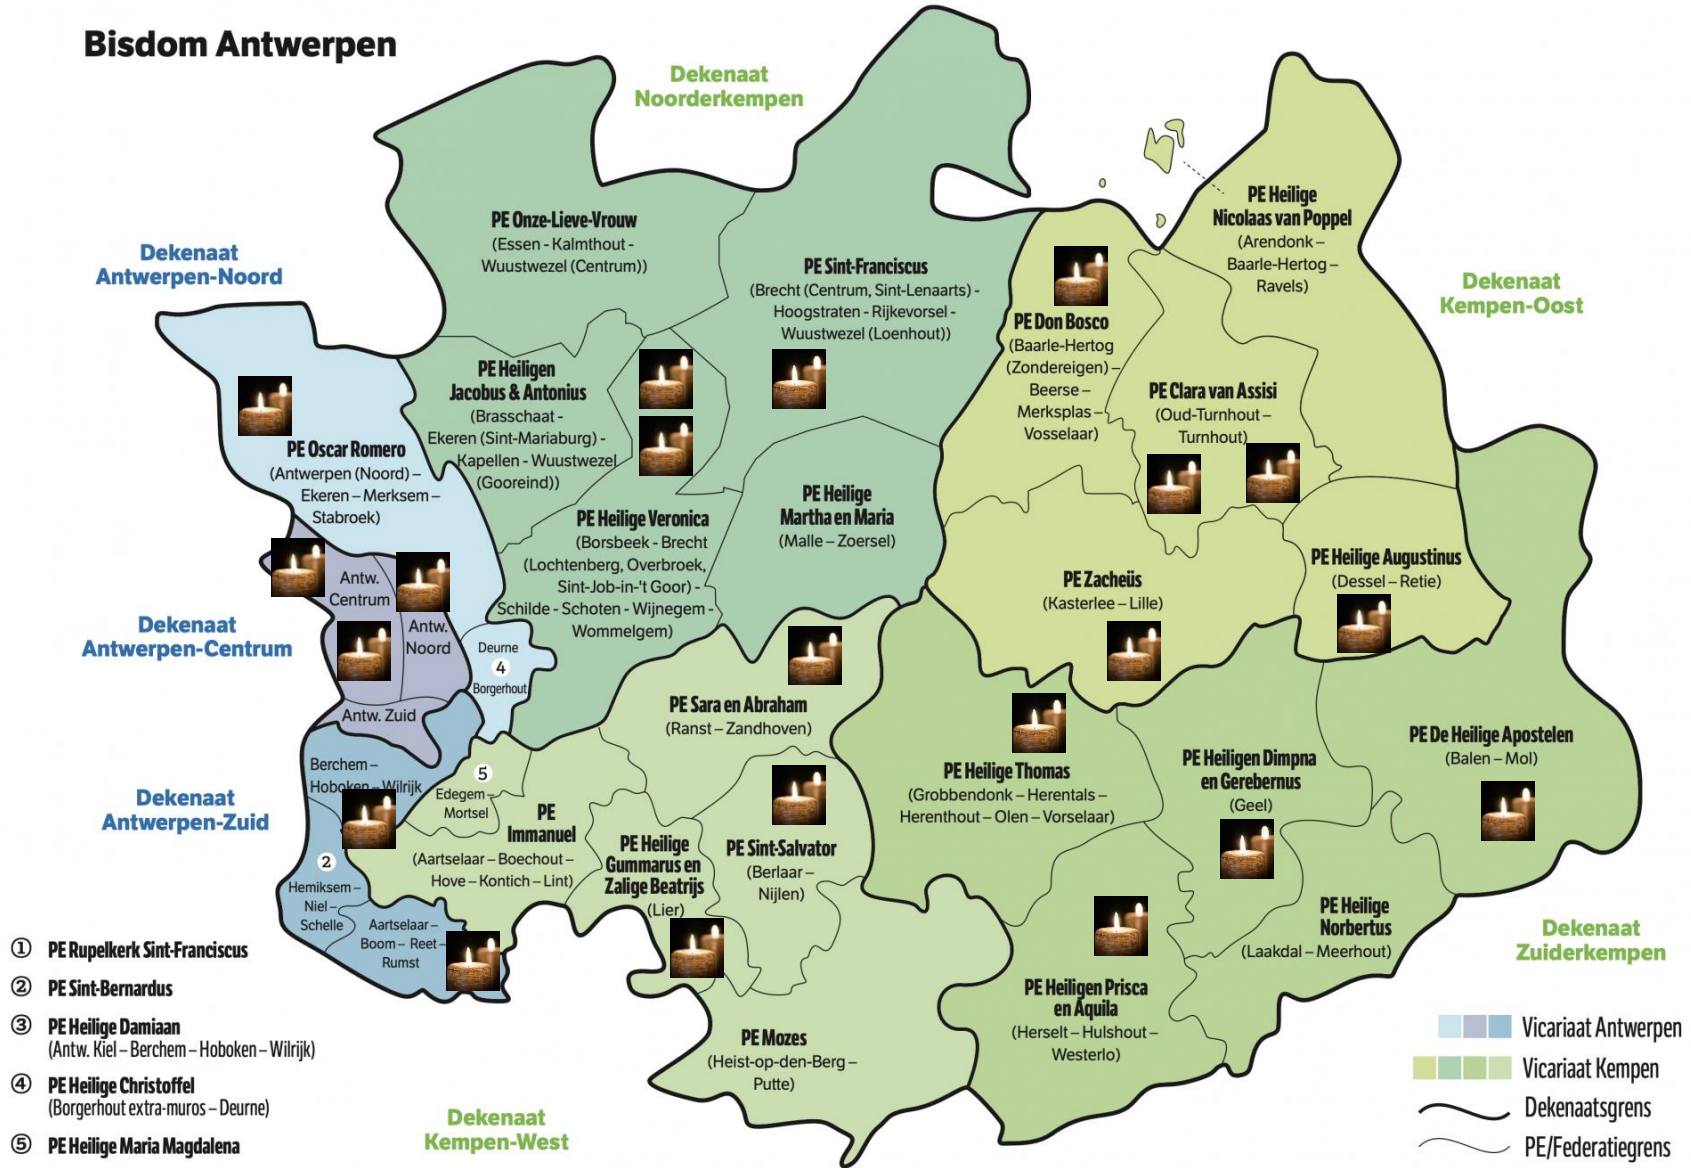 Bisdom Antwerpen
Dekenaat
Noorderkempen
PE Heilige
Nicolaas van Poppel
(Arendonk –
Baarle-Hertog –
Ravels)
PE Onze-Lieve-Vrouw
(Essen - Kalmthout -
Wuustwezel (Centrum))
Dekenaat
Antwerpen-Noord
PE Sint-Franciscus
(Brecht (Centrum, Sint-Lenaarts) -
Hoogstraten - Rijkevorsel -
Wuustwezel (Loenhout))
Dekenaat
Kempen-Oost
PE Don Bosco
(Baarle-Hertog
(Zondereigen) –
Beerse –
Merksplas –
Vosselaar)
PE Heiligen
Jacobus & Antonius
(Brasschaat -
Ekeren (Sint-Mariaburg) -
Kapellen - Wuustwezel
(Gooreind))
PE Clara van Assisi
(Oud-Turnhout –
Turnhout)
PE Oscar Romero
(Antwerpen (Noord) –
Ekeren – Merksem –
Stabroek)
PE Heilige
Martha en Maria
(Malle – Zoersel)
PE Heilige Veronica
(Borsbeek - Brecht
(Lochtenberg, Overbroek,
Sint-Job-in-'t Goor) -
Schilde - Schoten - Wijnegem -
Wommelgem)
PE Heilige Augustinus
(Dessel – Retie)
PE Zacheüs
(Kasterlee – Lille)
Antw.
Centrum
Antw.
Noord
Dekenaat
Antwerpen-Centrum
Deurne
4
Borgerhout
Antw. Zuid
PE Sara en Abraham
(Ranst – Zandhoven)
PE De Heilige Apostelen
(Balen – Mol)
PE Heiligen Dimpna
en Gerebernus
(Geel)
PE Heilige Thomas
(Grobbendonk – Herentals –
Herenthout – Olen – Vorselaar)
Berchem –
Hoboken – Wilrijk
5
Edegem –
Mortsel
Dekenaat
Antwerpen-Zuid
PE
Immanuel
(Aartselaar – Boechout –
Hove – Kontich – Lint)
PE Heilige
Gummarus en
Zalige Beatrijs
(Lier)
PE Sint-Salvator
(Berlaar –
Nijlen)
2
Hemiksem –
Niel –
Schelle
Aartselaar –
Boom – Reet –
Rumst
PE Heilige
Norbertus
(Laakdal – Meerhout)
Dekenaat
Zuiderkempen
PE Heiligen Prisca
en Aquila
(Herselt – Hulshout –
Westerlo)
PE Mozes
(Heist-op-den-Berg –
Putte)
Dekenaat
Kempen-West
① PE Rupelkerk Sint-Franciscus
② PE Sint-Bernardus
③ PE Heilige Damiaan
(Antw. Kiel – Berchem – Hoboken – Wilrijk)
④ PE Heilige Christoffel
(Borgerhout extra-muros – Deurne)
⑤ PE Heilige Maria Magdalena
Vicariaat Antwerpen
Vicariaat Kempen
Dekenaatsgrens
PE/Federatiegrens